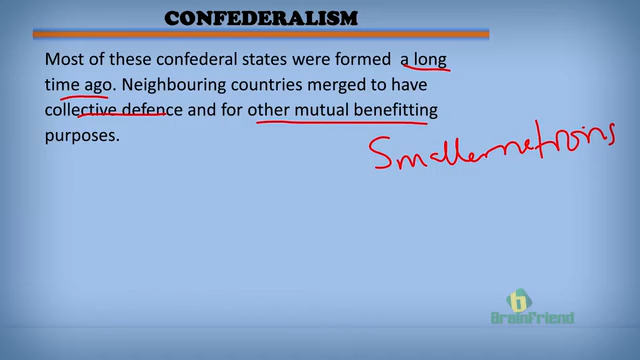 CONFEDERALISM
Most of these confederal states were formed a long
time ago. Neighbouring countries merged to have
collective defence and for other mutual benefitting
purposes.
Smaller nations
b
BrainFriend